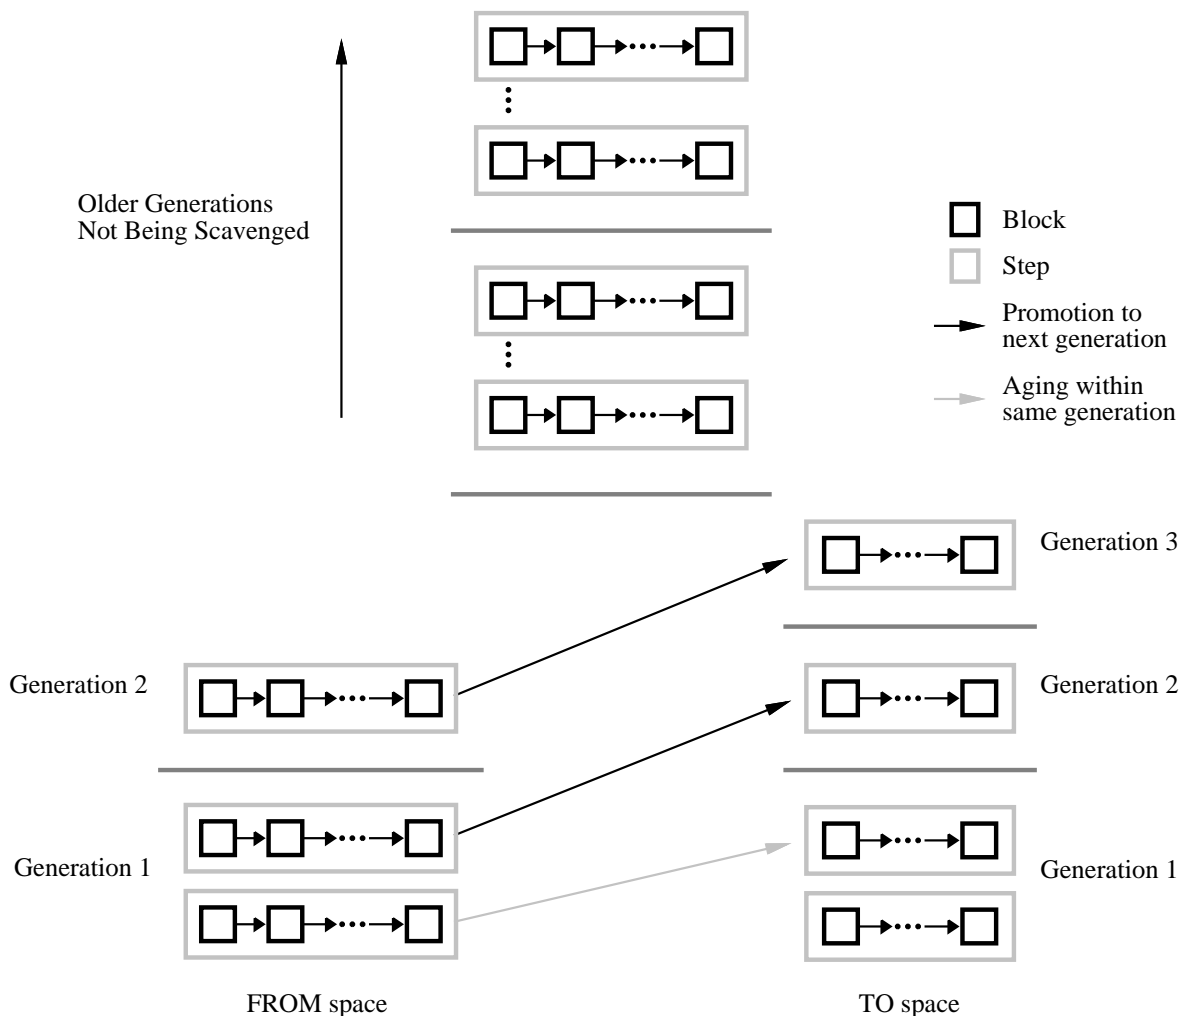 Older Generations
Not Being Scavenged
Block
Step
Promotion to
next generation
Aging within
same generation
Generation 3
Generation 2
Generation 2
Generation 1
Generation 1
FROM space
TO space